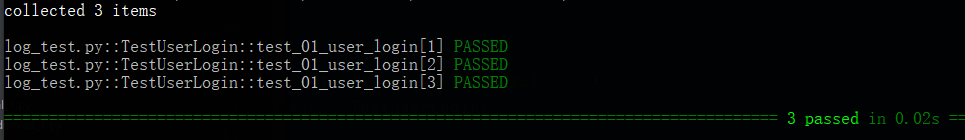 collected 3 items
log_test.py::TestUserLogin::test_01_user_login[1] PASSED
log_test.py::TestUserLogin::test_01_user_login[2] PASSED
log_test.py::TestUserLogin::test_01_user_login[3] PASSED
3 passed in 0.02s